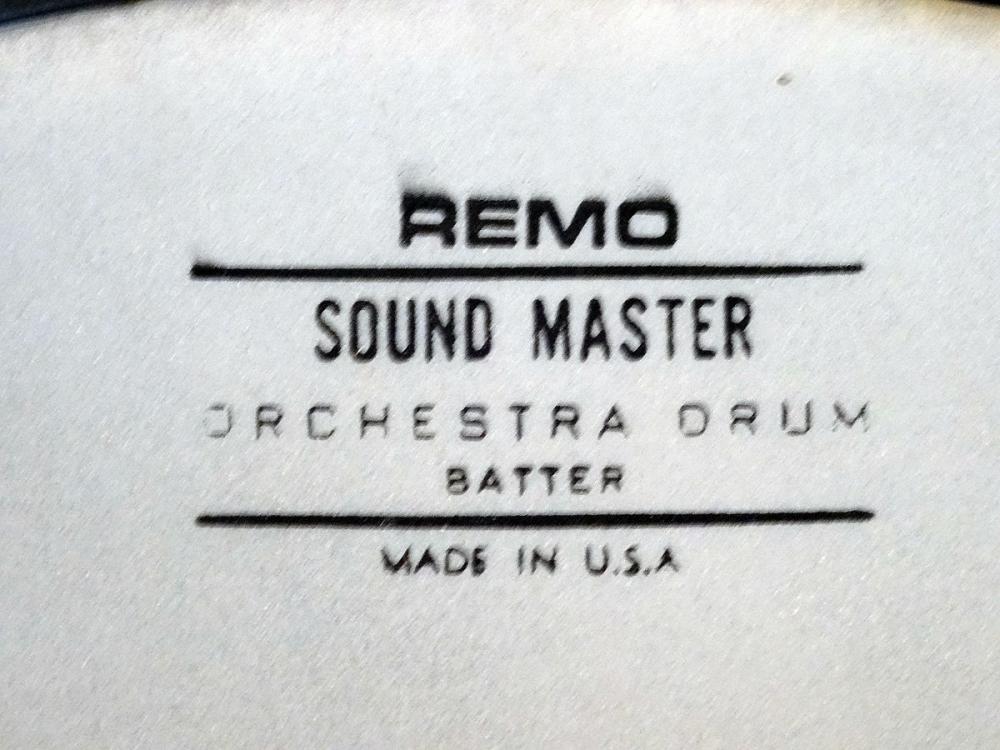 REMO
SOUND MASTER
ORCHESTRA DRUM
BATTER
MADE IN U.S.A